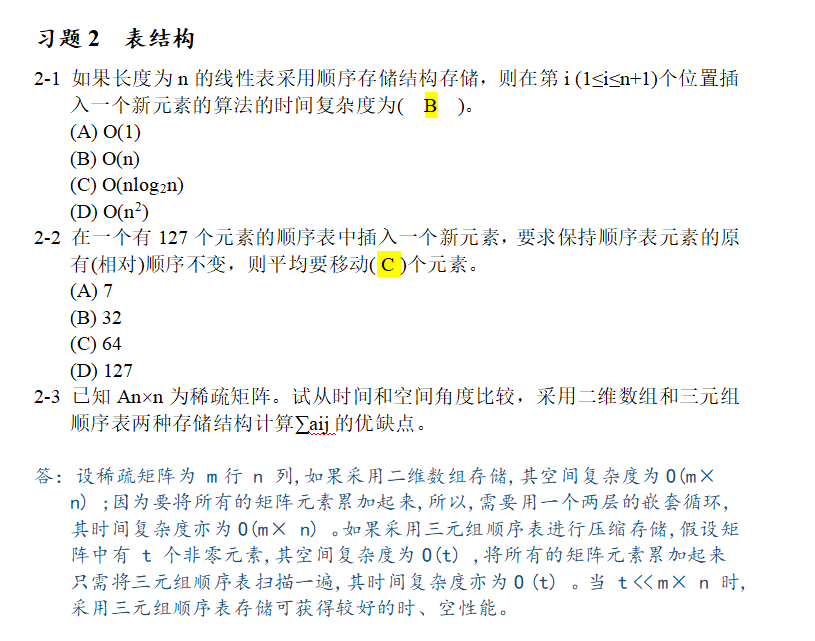 习题 2 表结构
2-1 如果长度为 n 的线性表采用顺序存储结构存储，则在第 i (1≤i≤n+1)个位置插
入一个新元素的算法的时间复杂度为( B )。
(A) O(1)
(B) O(n)
(C) O(nlog₂n)
(D) O(n²)
2-2 在一个有 127 个元素的顺序表中插入一个新元素，要求保持顺序表元素的原
有(相对)顺序不变，则平均要移动( C )个元素。
(A) 7
(B) 32
(C) 64
(D) 127
2-3 已知 An×n 为稀疏矩阵。试从时间和空间角度比较，采用二维数组和三元组
顺序表两种存储结构计算∑aij 的优缺点。
答：设稀疏矩阵为 m 行 n 列,如果采用二维数组存储,其空间复杂度为 O(m×
n) ;因为要将所有的矩阵元素累加起来,所以,需要用一个两层的嵌套循环,
其时间复杂度亦为 O(m× n) 。如果采用三元组顺序表进行压缩存储,假设矩
阵中有 t 个非零元素,其空间复杂度为 O(t) ,将所有的矩阵元素累加起来
只需将三元组顺序表扫描一遍,其时间复杂度亦为 O (t) 。当 t≪m× n 时,
采用三元组顺序表存储可获得较好的时、空性能。